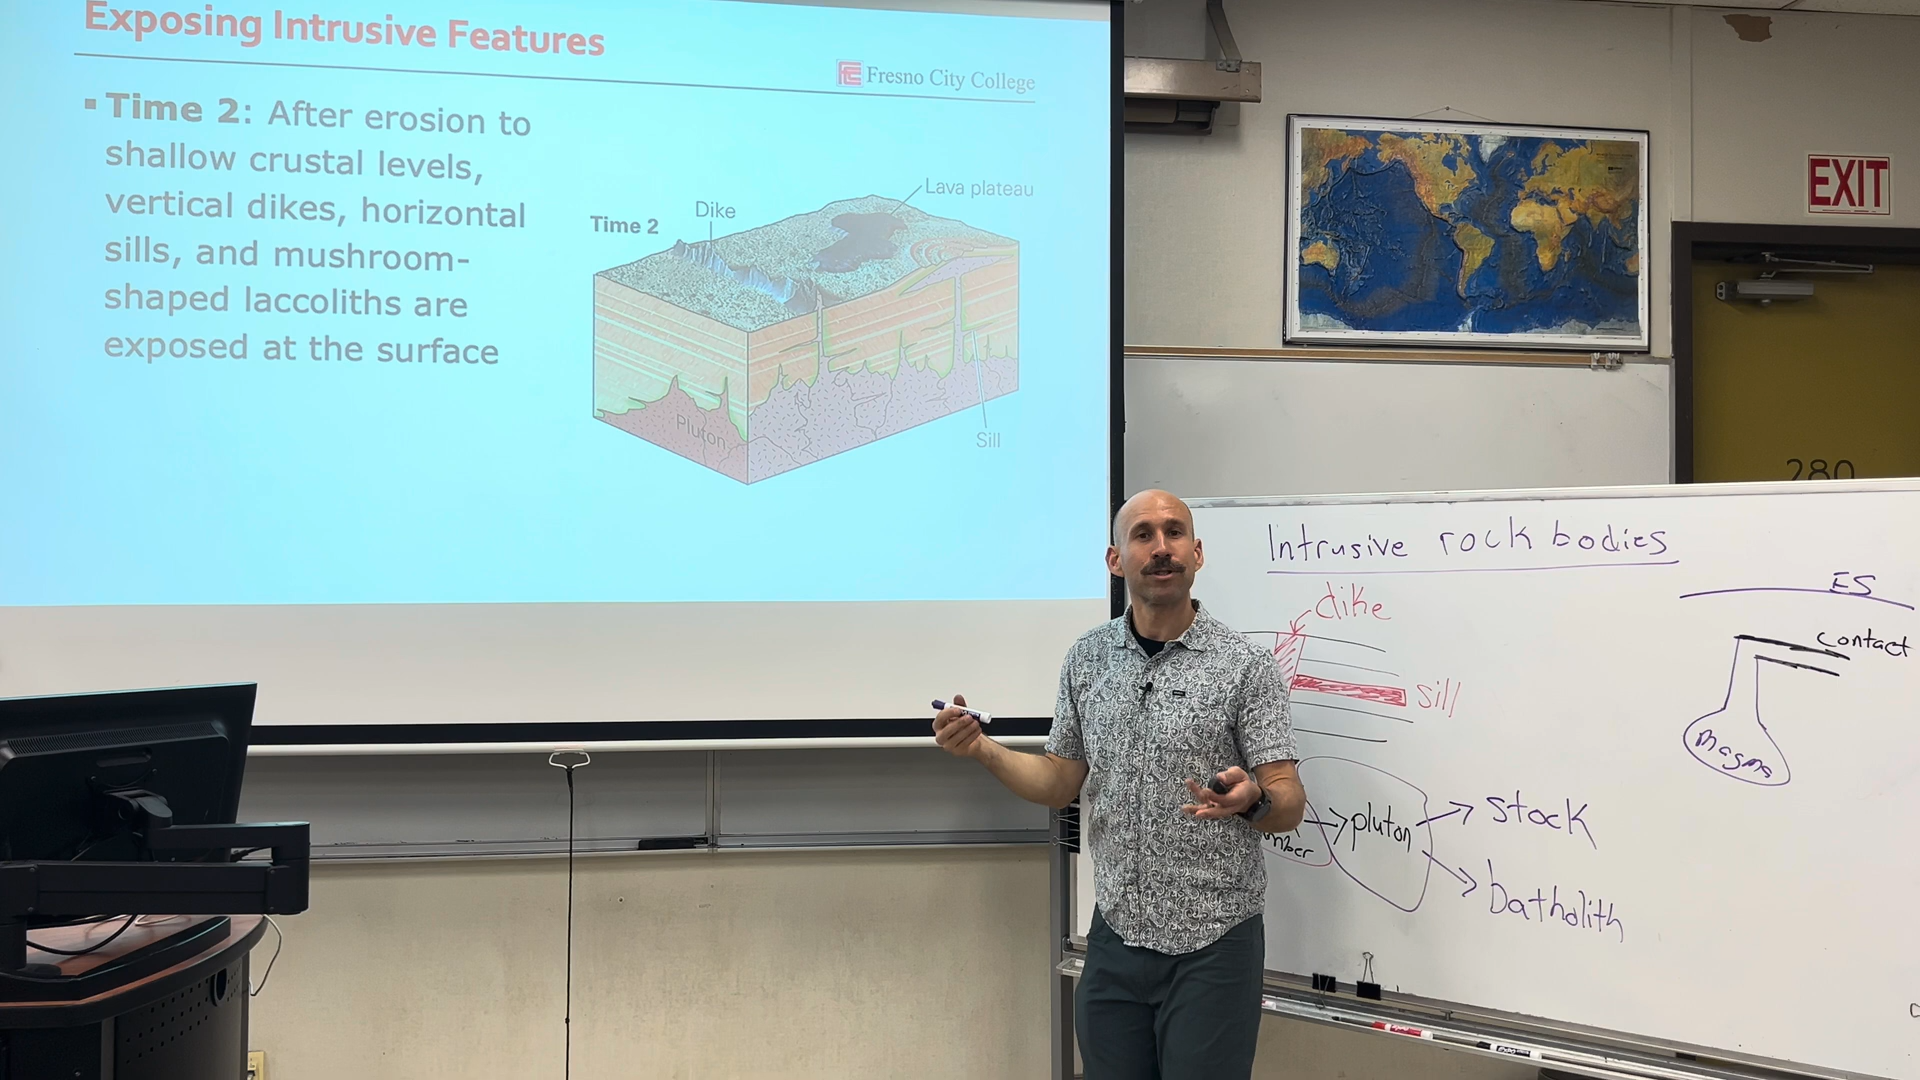 Exposing Intrusive Features
Fresno City College
▪ Time 2: After erosion to
shallow crustal levels,
vertical dikes, horizontal
sills, and mushroom-
shaped laccoliths are
exposed at the surface
Time 2
Dike
Lava plateau
Pluton
Sill
EXIT
280
Intrusive rock bodies
dike
sill
ES
contact
magma
pluton
stock
batholith